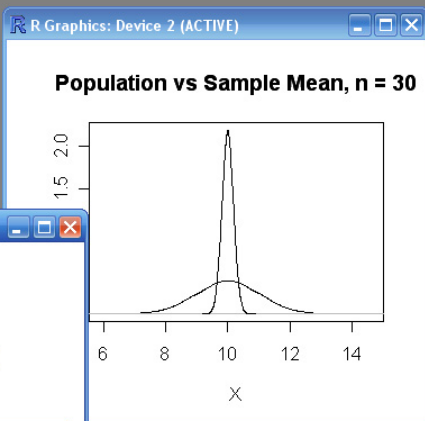 R Graphics: Device 2 (ACTIVE)
Population vs Sample Mean, n = 30
2.0
1.5
6 8 10 12 14
X